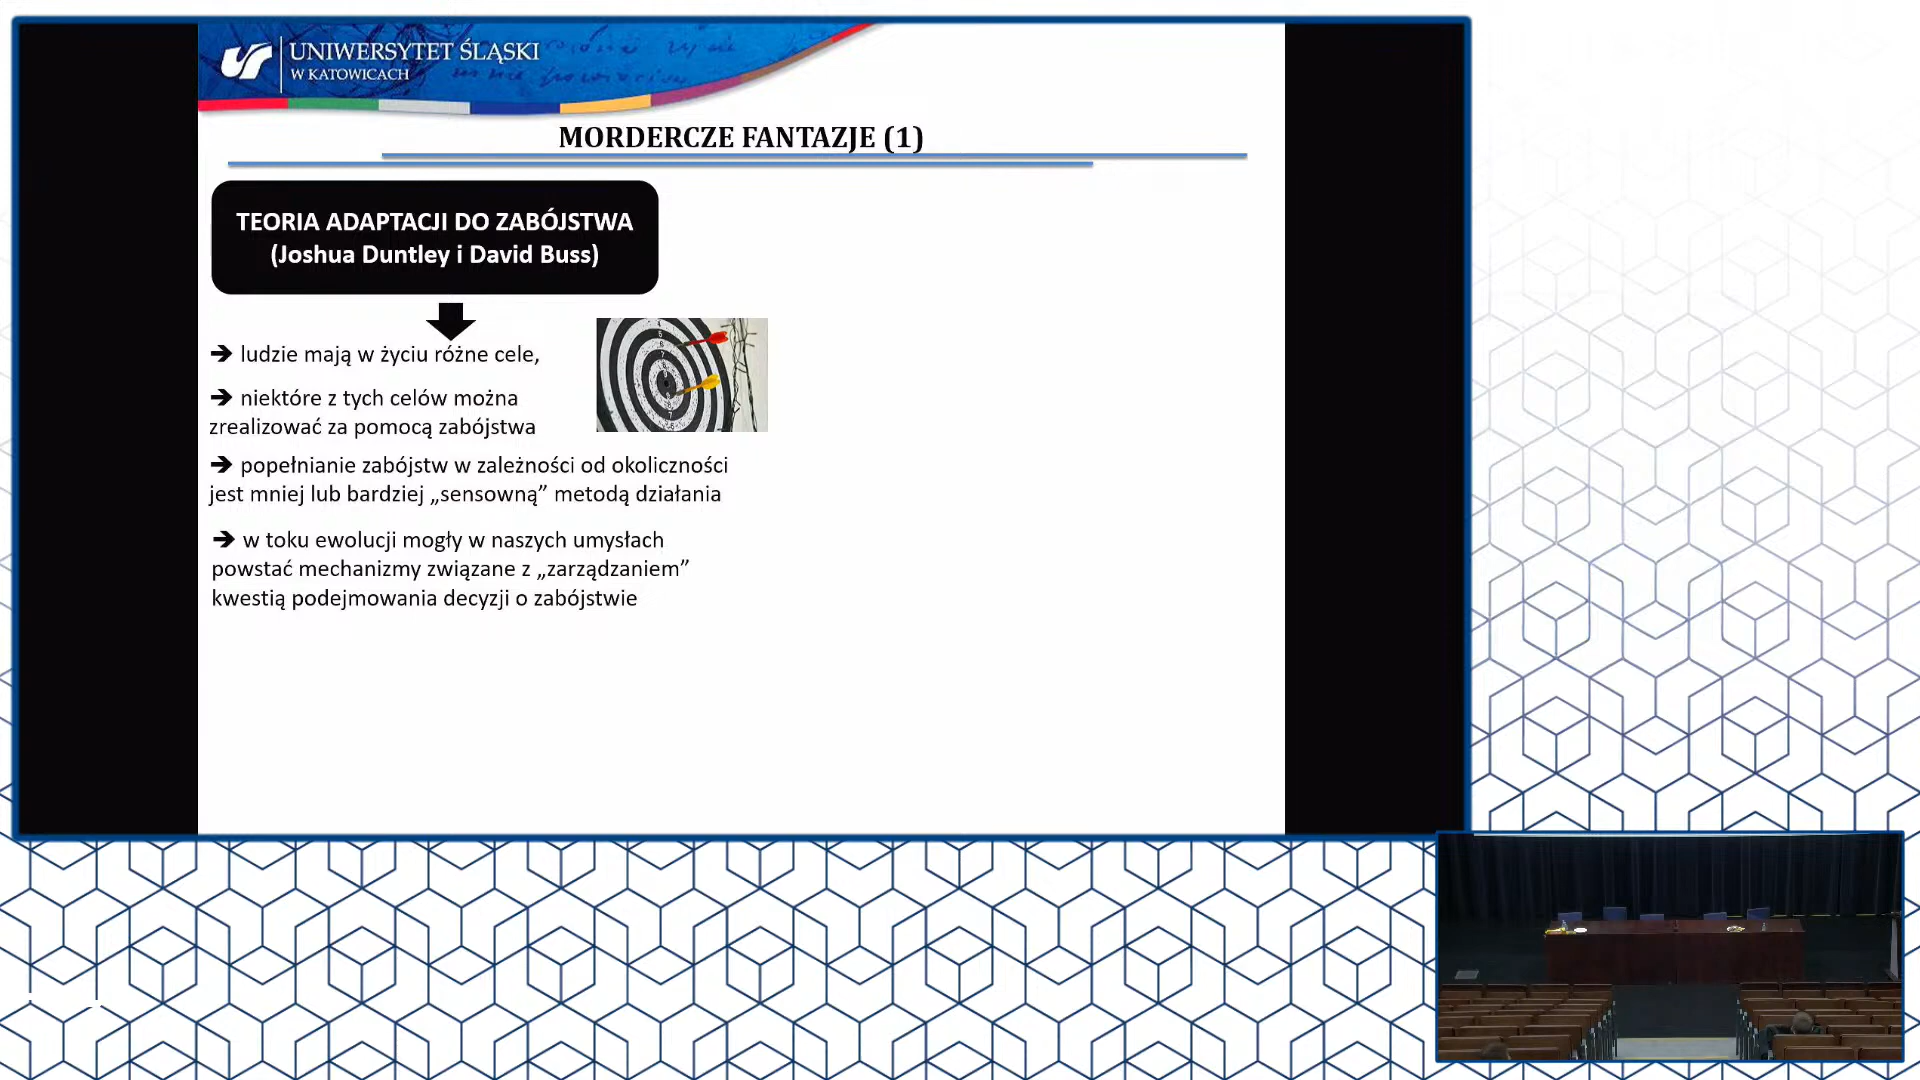 UNIWERSYTET ŚLĄSKI
W KATOWICACH
MORDERCZE FANTAZJE (1)
TEORIA ADAPTACJI DO ZABÓJSTWA
(Joshua Duntley i David Buss)
➔ ludzie mają w życiu różne cele,
➔ niektóre z tych celów można
zrealizować za pomocą zabójstwa
➔ popełnianie zabójstw w zależności od okoliczności
jest mniej lub bardziej „sensowną” metodą działania
➔ w toku ewolucji mogły w naszych umysłach
powstać mechanizmy związane z „zarządzaniem”
kwestią podejmowania decyzji o zabójstwie